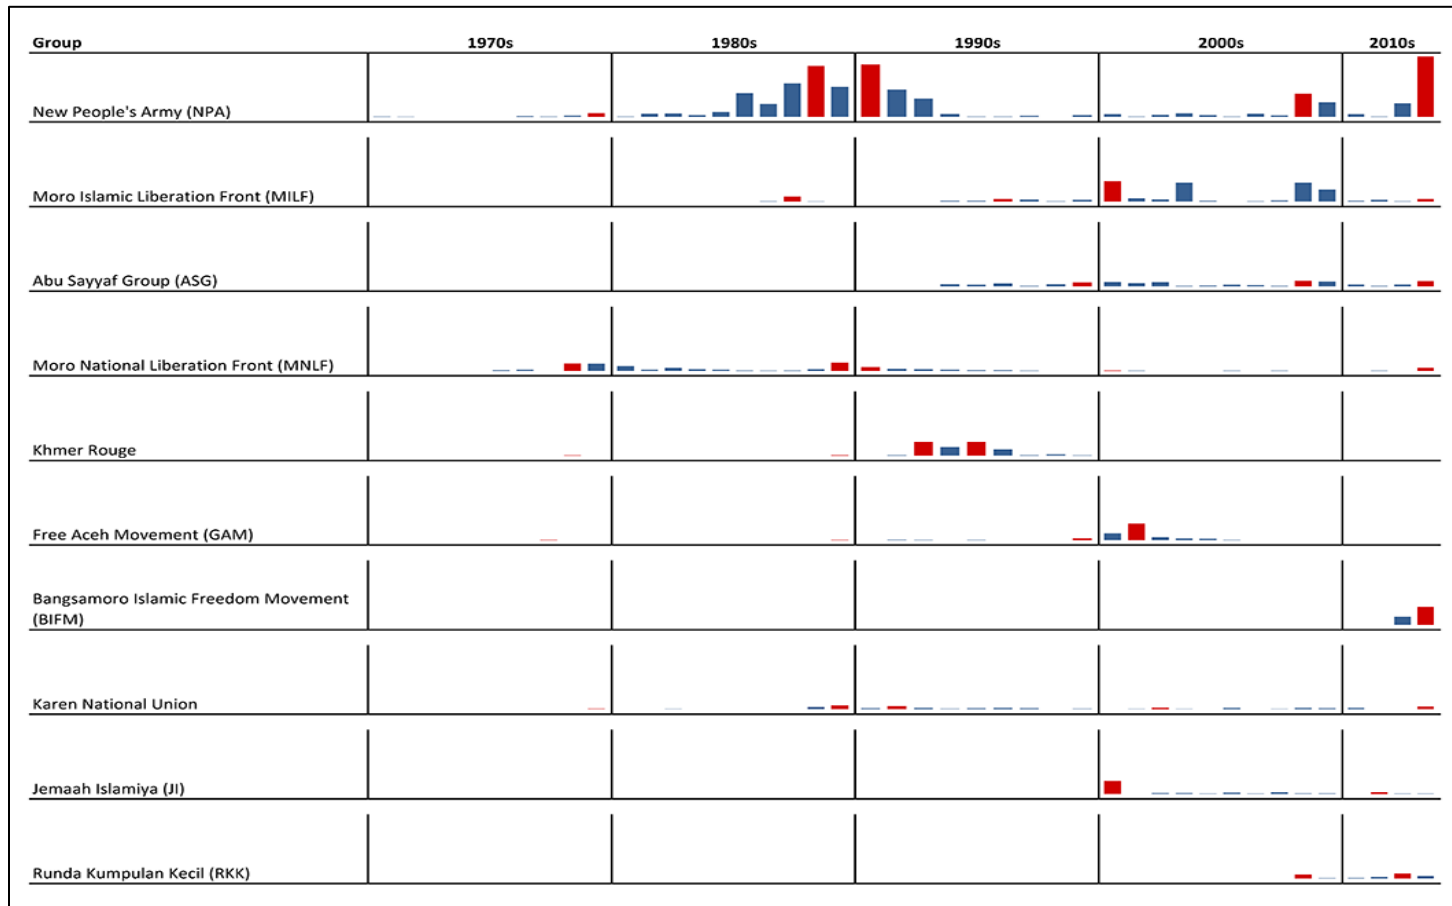 Group 1970s 1980s 1990s 2000s 2010s
New People's Army (NPA)
Moro Islamic Liberation Front (MILF)
Abu Sayyaf Group (ASG)
Moro National Liberation Front (MNLF)
Khmer Rouge
Free Aceh Movement (GAM)
Bangsamoro Islamic Freedom Movement
(BIFM)
Karen National Union
Jemaah Islamiya (JI)
Runda Kumpulan Kecil (RKK)